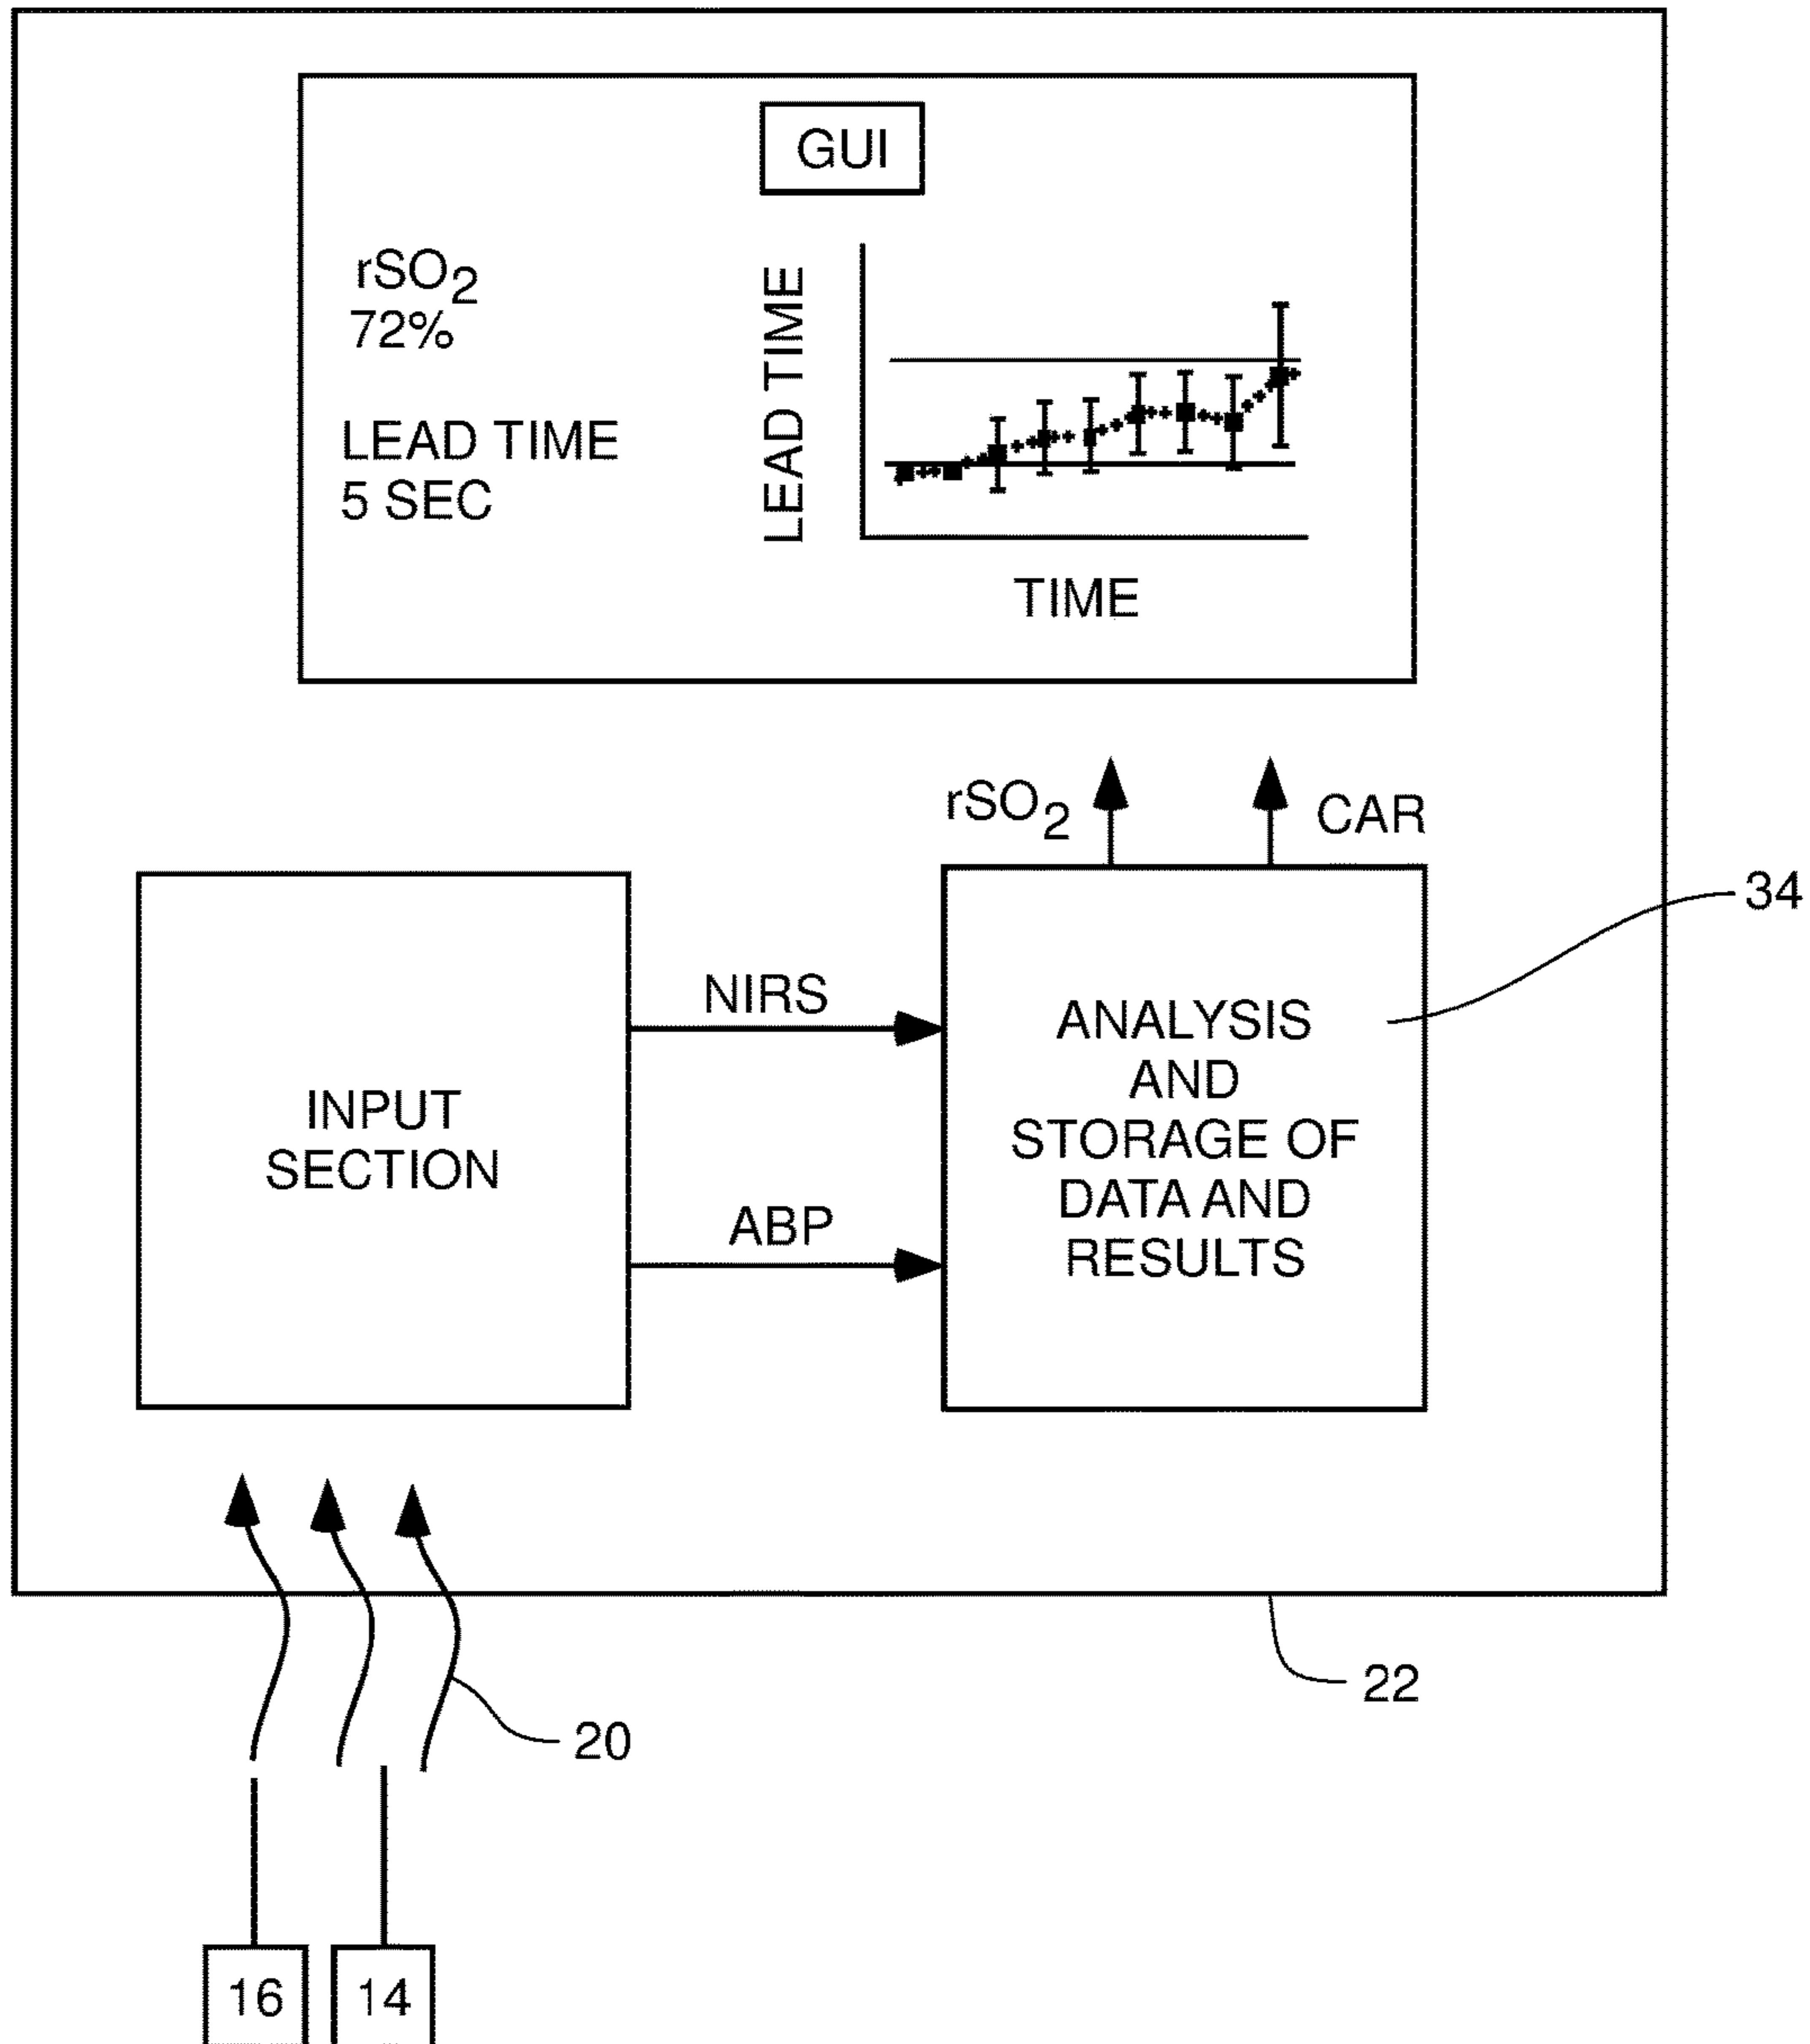 GUI
rSO2
72%
LEAD TIME
5 SEC
LEAD TIME
TIME
rSO2
CAR
34
NIRS
ABP
INPUT
SECTION
ANALYSIS
AND
STORAGE OF
DATA AND
RESULTS
22
20
16
14